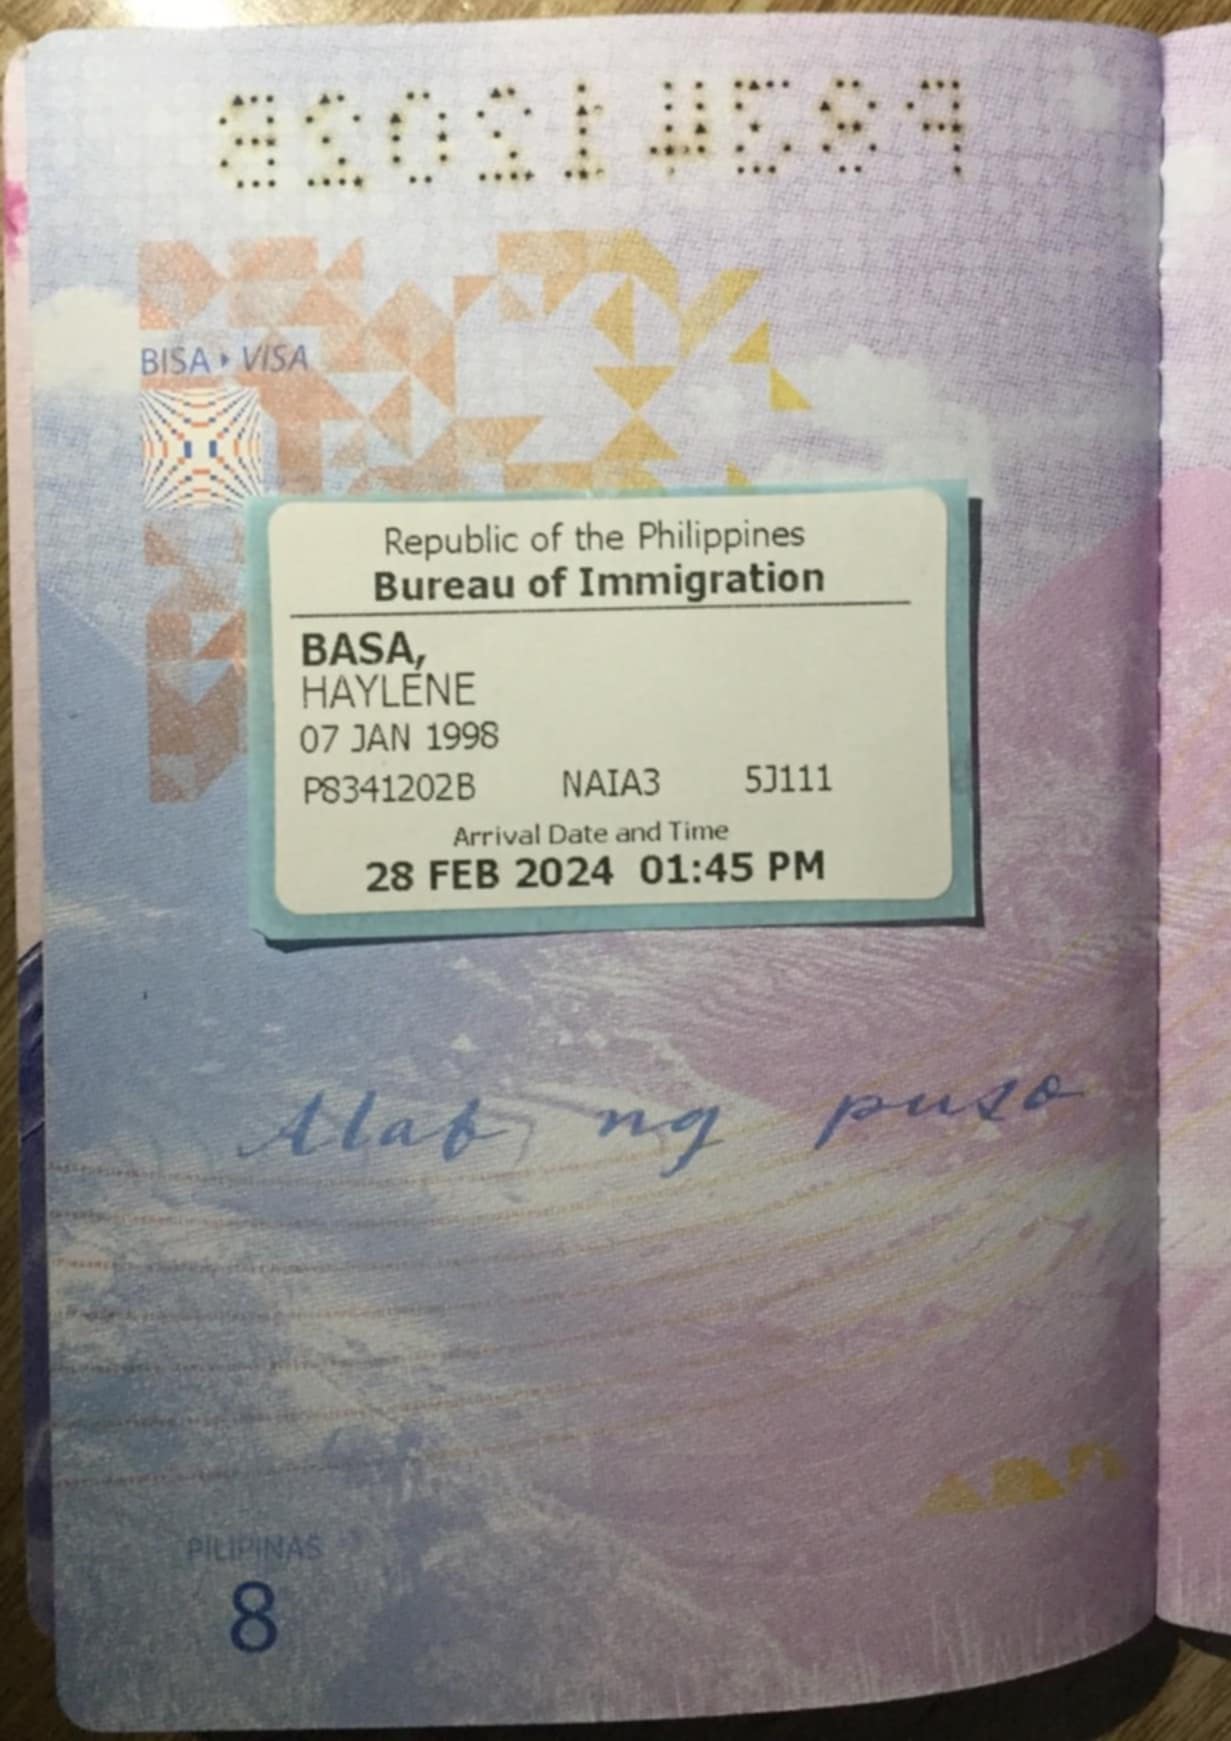 P8341202B
BISA ▸ VISA
Republic of the Philippines
Bureau of Immigration
BASA,
HAYLENE
07 JAN 1998
P8341202B NAIA3 5J111
Arrival Date and Time
28 FEB 2024 01:45 PM
Alab ng puso
PILIPINAS
8